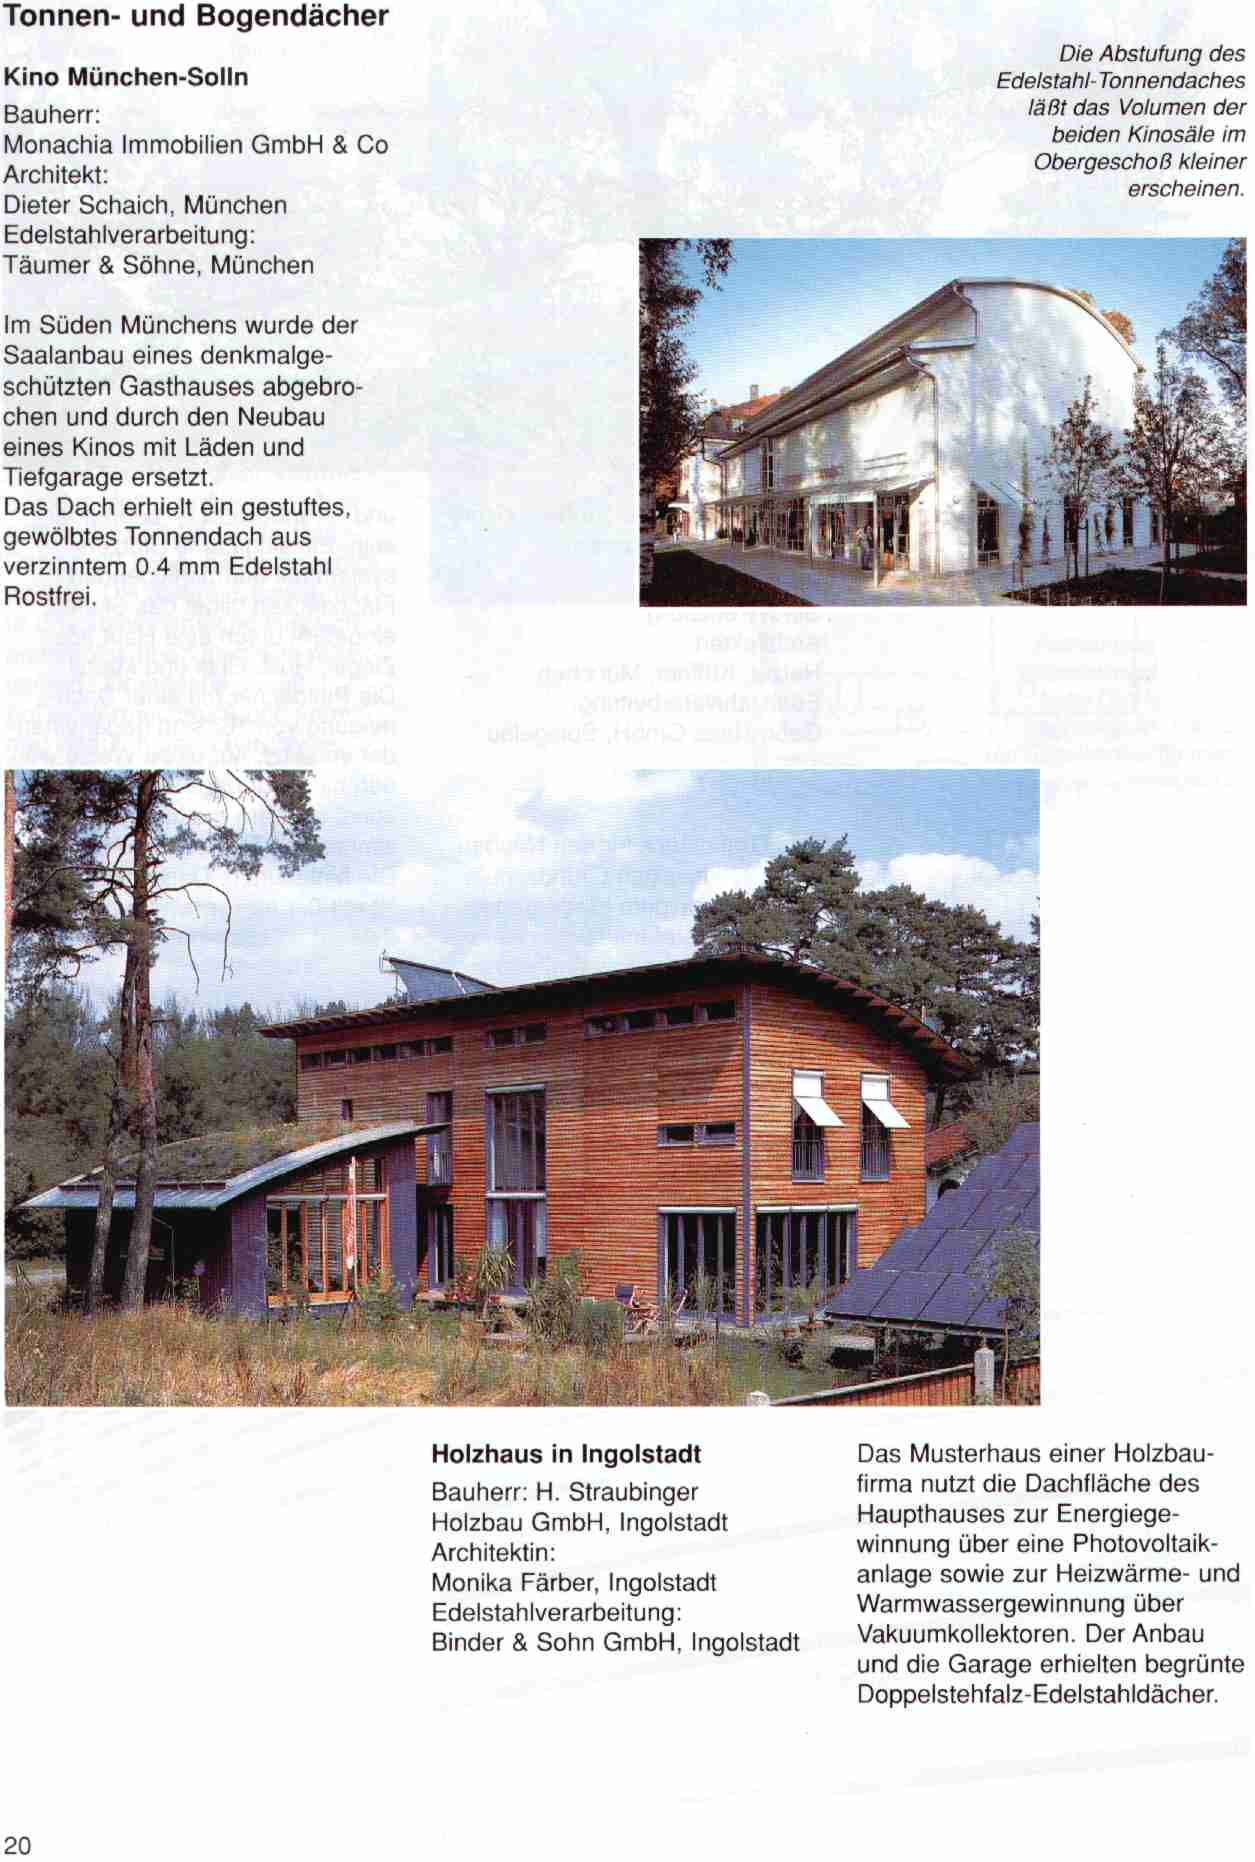 Tonnen- und Bogendächer
Kino München-Solln
Bauherr:
Monachia Immobilien GmbH & Co
Architekt:
Dieter Schaich, München
Edelstahlverarbeitung:
Täumer & Söhne, München
Im Süden Münchens wurde der
Saalanbau eines denkmalge-
schützten Gasthauses abgebro-
chen und durch den Neubau
eines Kinos mit Läden und
Tiefgarage ersetzt.
Das Dach erhielt ein gestuftes,
gewölbtes Tonnendach aus
verzinntem 0.4 mm Edelstahl
Rostfrei.
Die Abstufung des
Edelstahl-Tonnendaches
läßt das Volumen der
beiden Kinosäle im
Obergeschoß kleiner
erscheinen.
Holzhaus in Ingolstadt
Bauherr: H. Straubinger
Holzbau GmbH, Ingolstadt
Architektin:
Monika Färber, Ingolstadt
Edelstahlverarbeitung:
Binder & Sohn GmbH, Ingolstadt
Das Musterhaus einer Holzbau-
firma nutzt die Dachfläche des
Haupthauses zur Energiege-
winnung über eine Photovoltaik-
anlage sowie zur Heizwärme- und
Warmwassergewinnung über
Vakuumkollektoren. Der Anbau
und die Garage erhielten begrünte
Doppelstehfalz-Edelstahldächer.
20